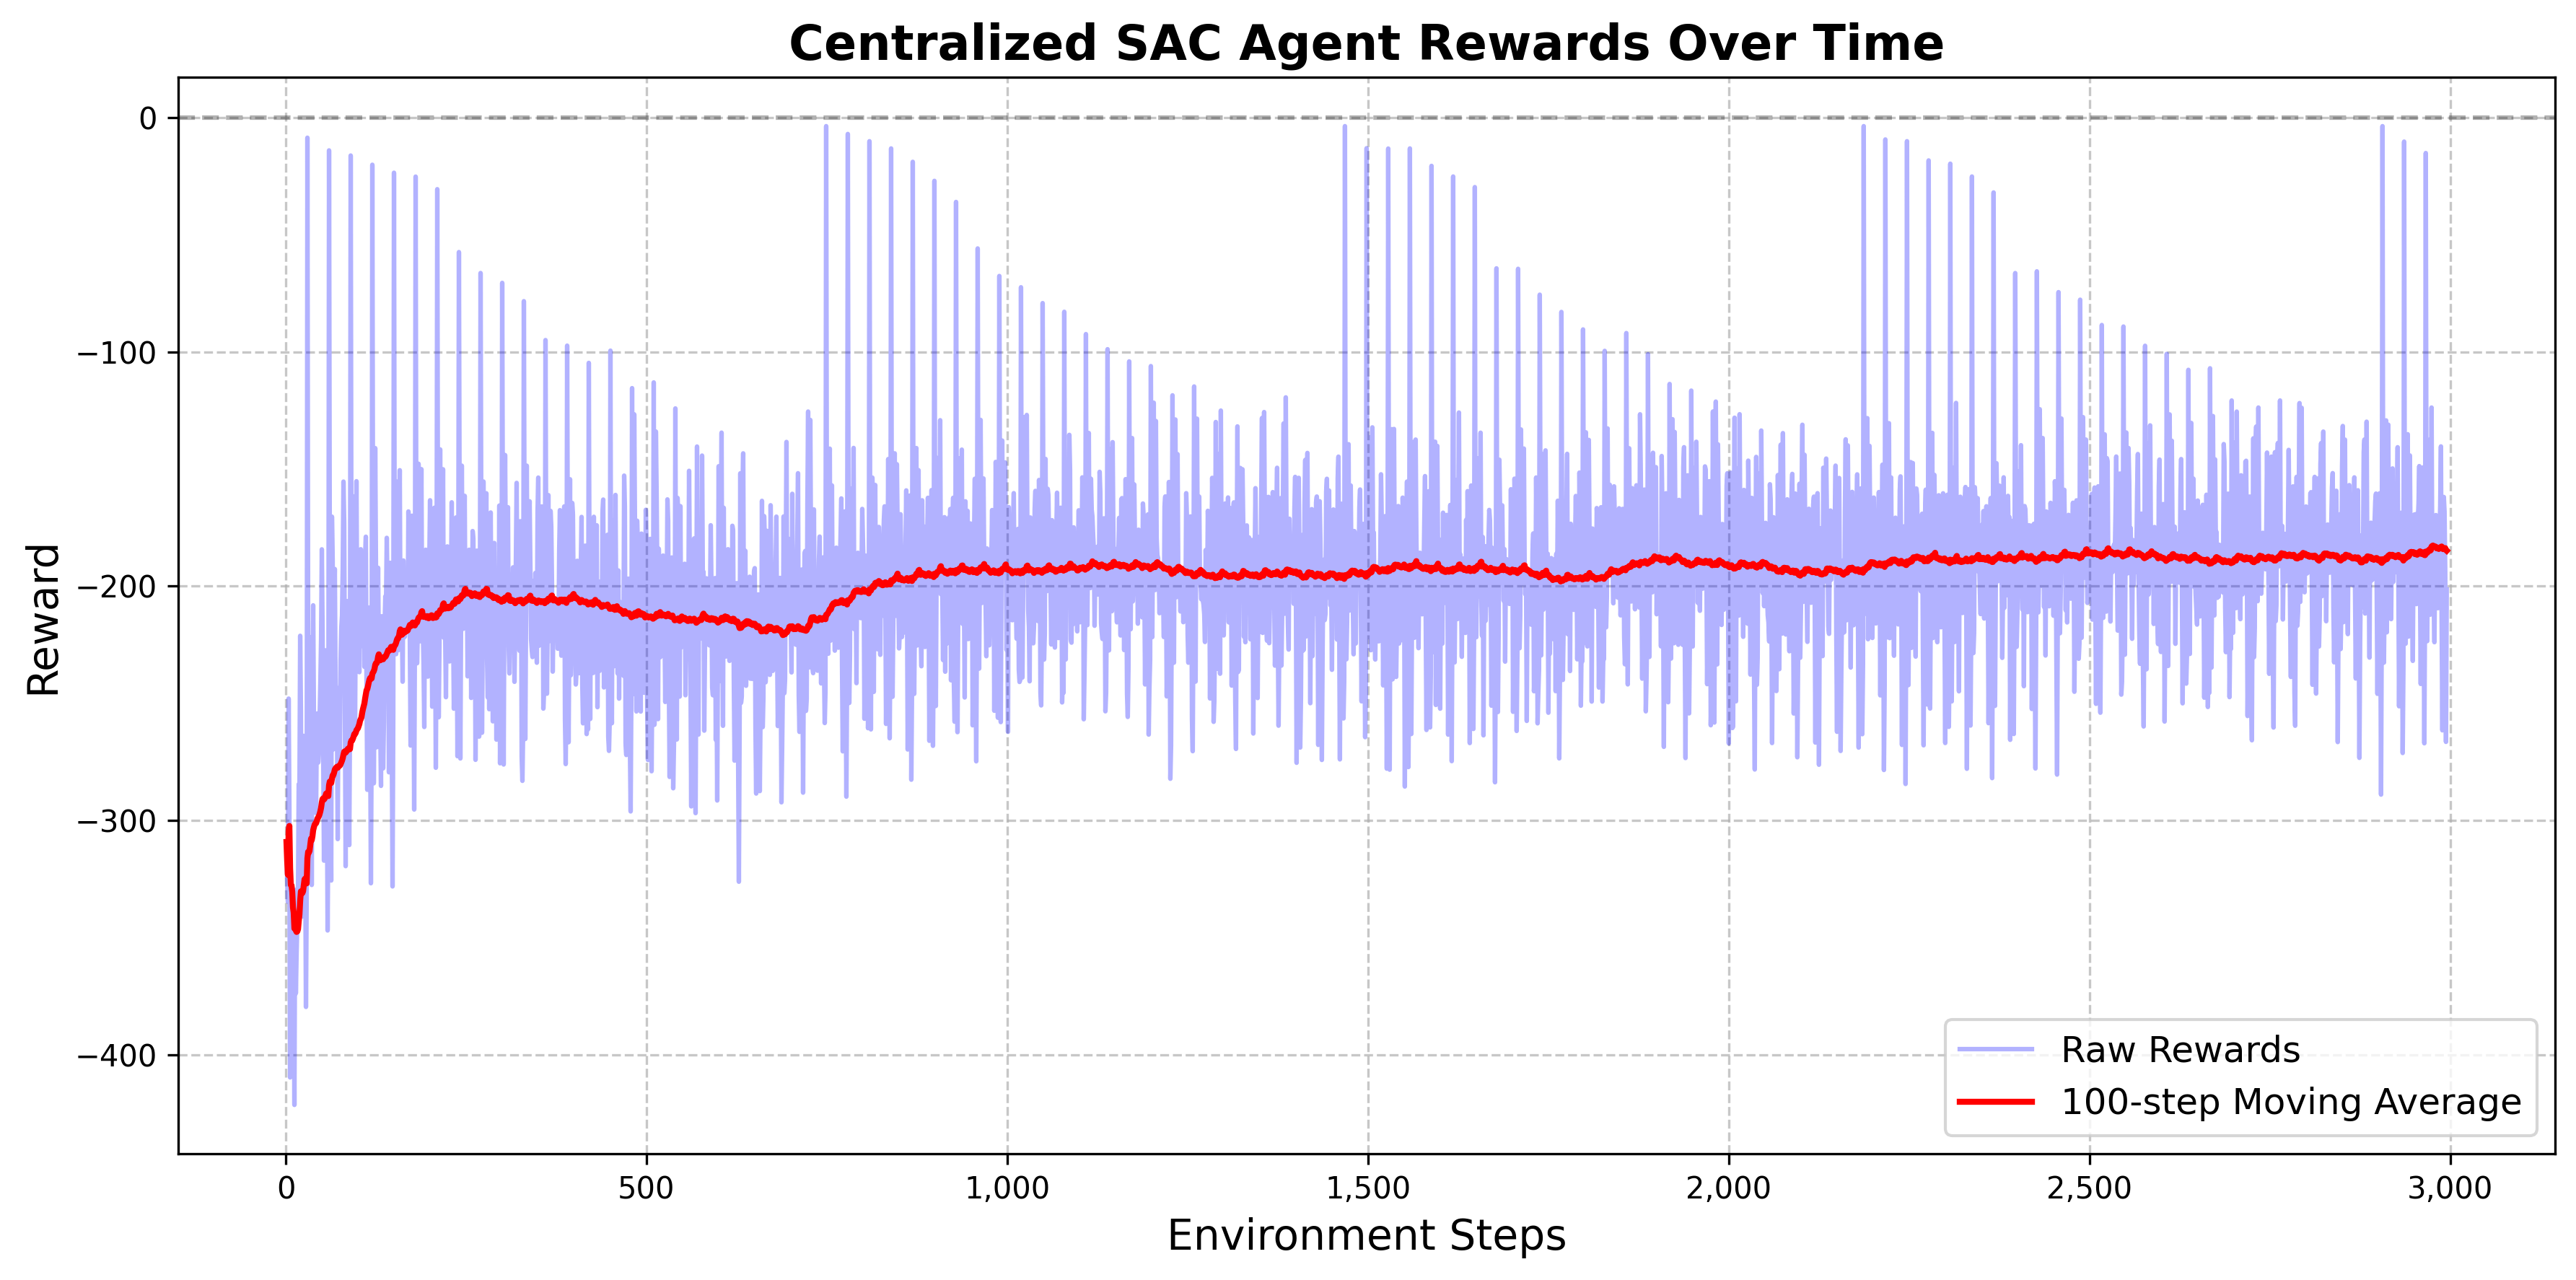 Centralized SAC Agent Rewards Over Time
Reward
0
−100
−200
−300
−400
0
500
1,000
1,500
2,000
2,500
3,000
Environment Steps
Raw Rewards
100-step Moving Average